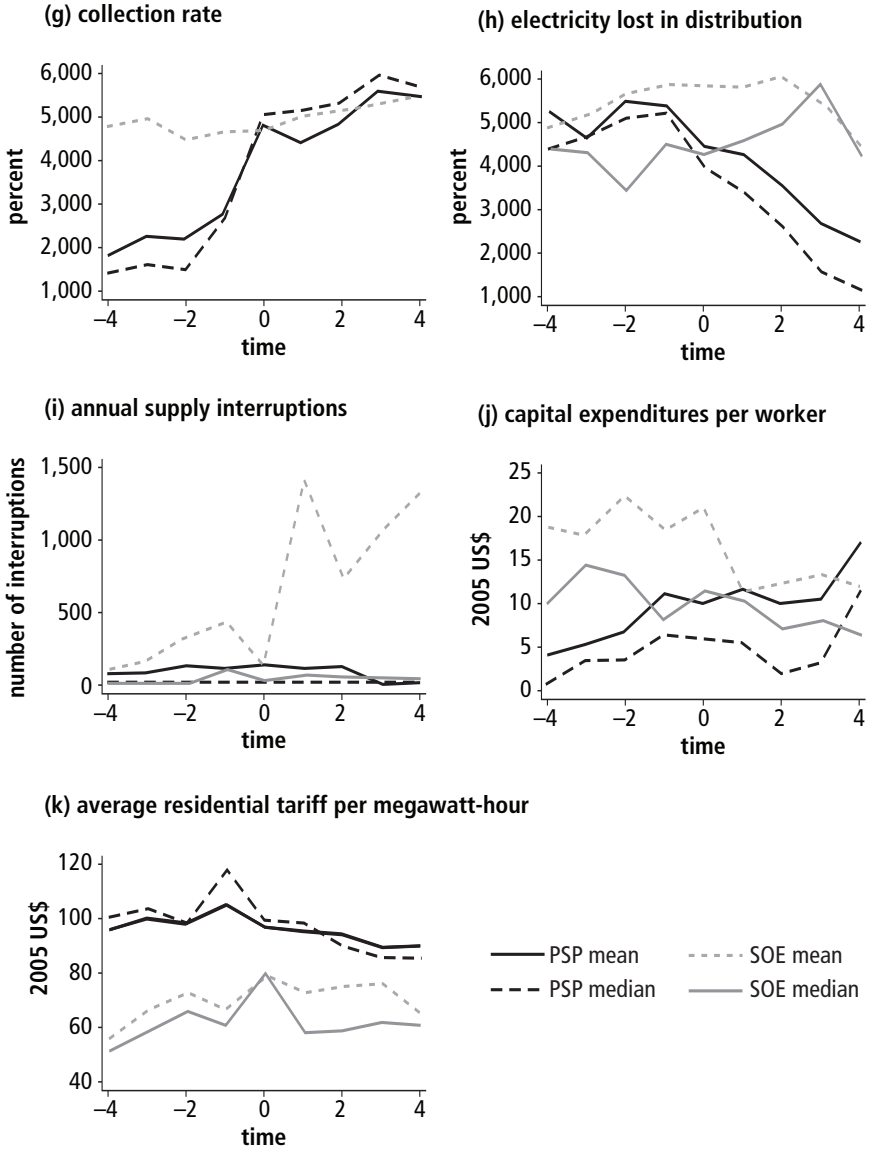 (g) collection rate
percent
6,000
5,000
4,000
3,000
2,000
1,000
–4 –2 0 2 4
time
(h) electricity lost in distribution
percent
6,000
5,000
4,000
3,000
2,000
1,000
–4 –2 0 2 4
time
(i) annual supply interruptions
number of interruptions
1,500
1,000
500
0
–4 –2 0 2 4
time
(j) capital expenditures per worker
2005 US$
25
20
15
10
5
0
–4 –2 0 2 4
time
(k) average residential tariff per megawatt-hour
2005 US$
120
100
80
60
40
–4 –2 0 2 4
time
PSP mean SOE mean
PSP median SOE median